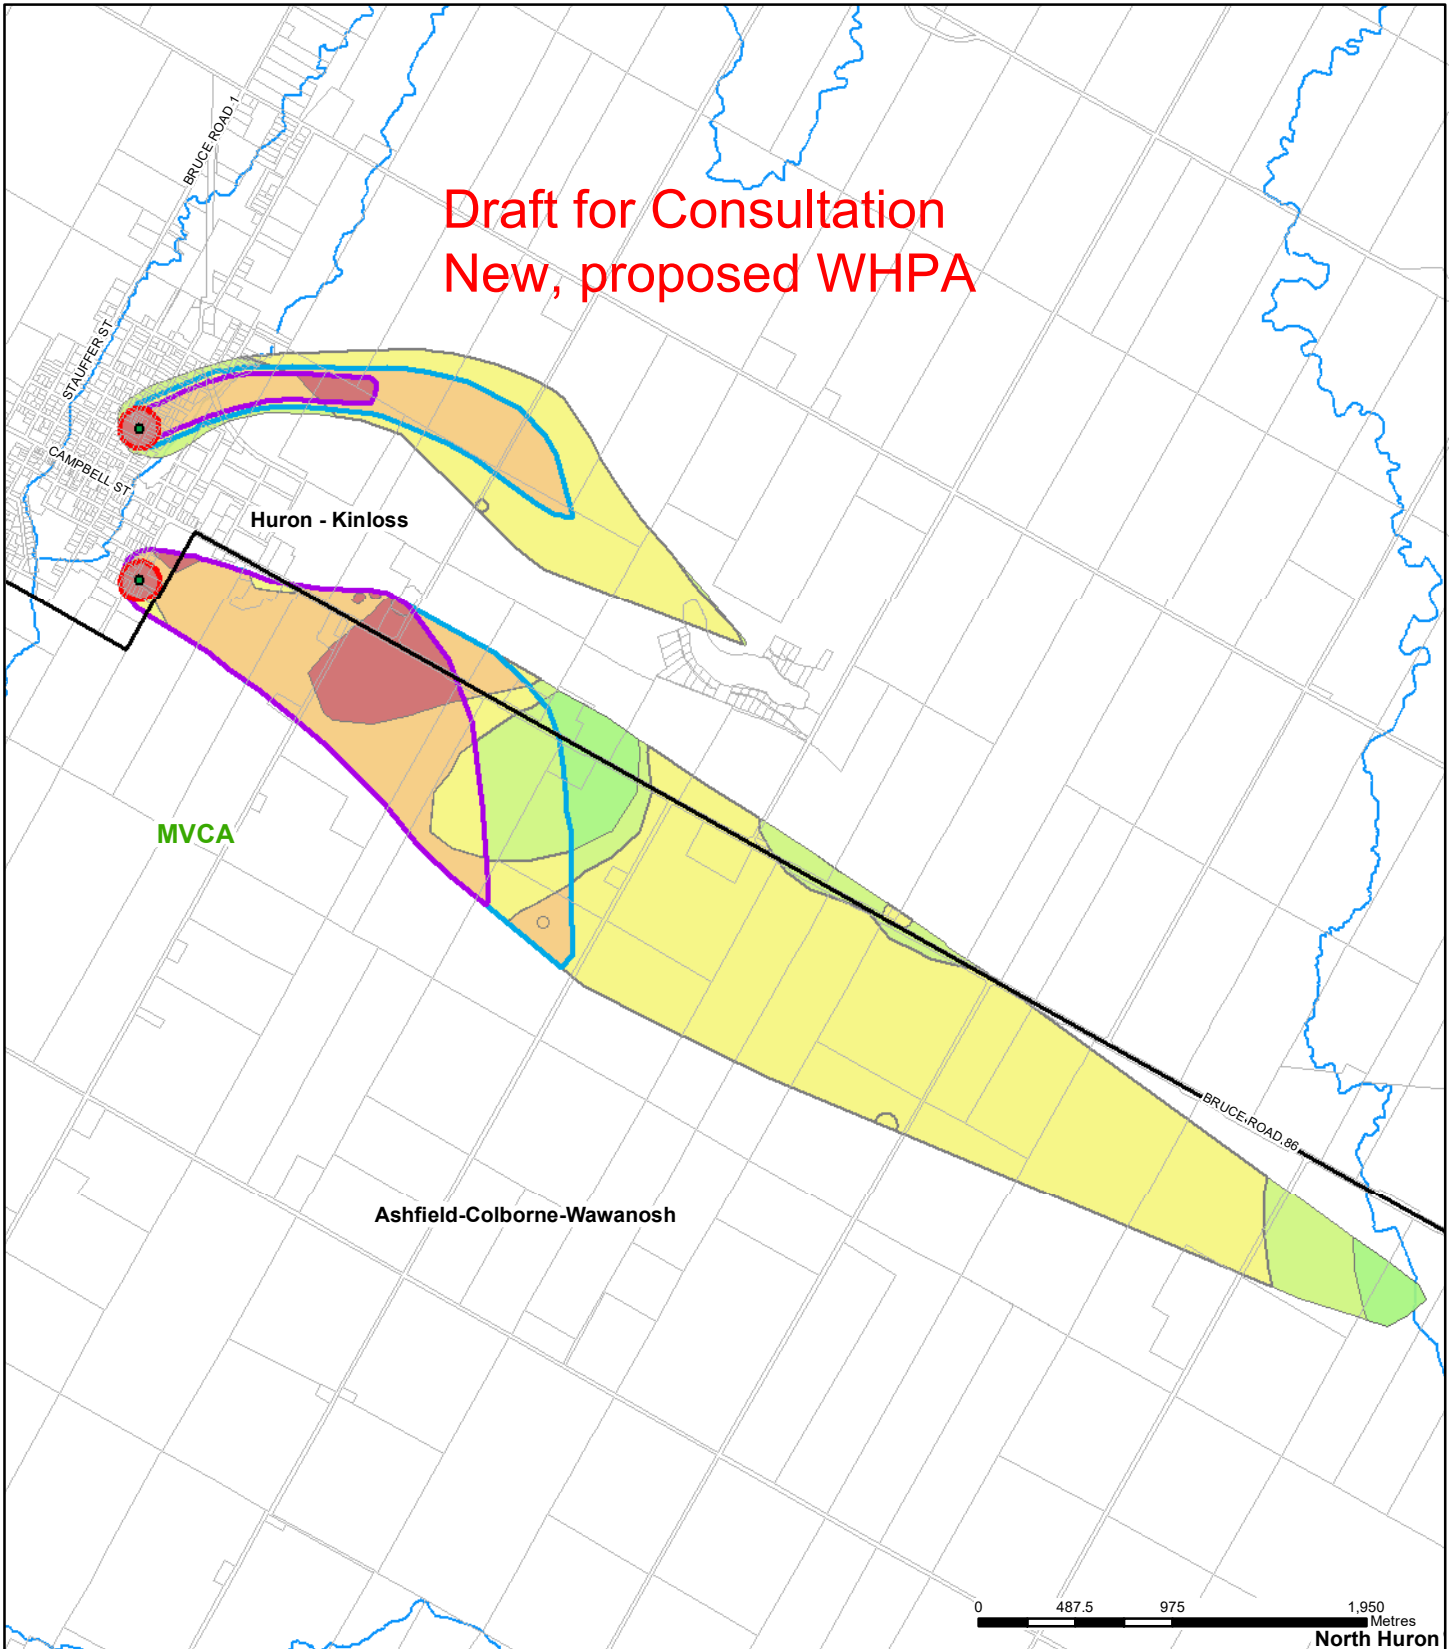 BRUCE ROAD 1
Draft for Consultation
New, proposed WHPA
STAUFFER ST
CAMPBELL ST
Huron - Kinloss
MVCA
BRUCE ROAD 86
Ashfield-Colborne-Wawanosh
0 487.5 975 1,950
Metres
North Huron